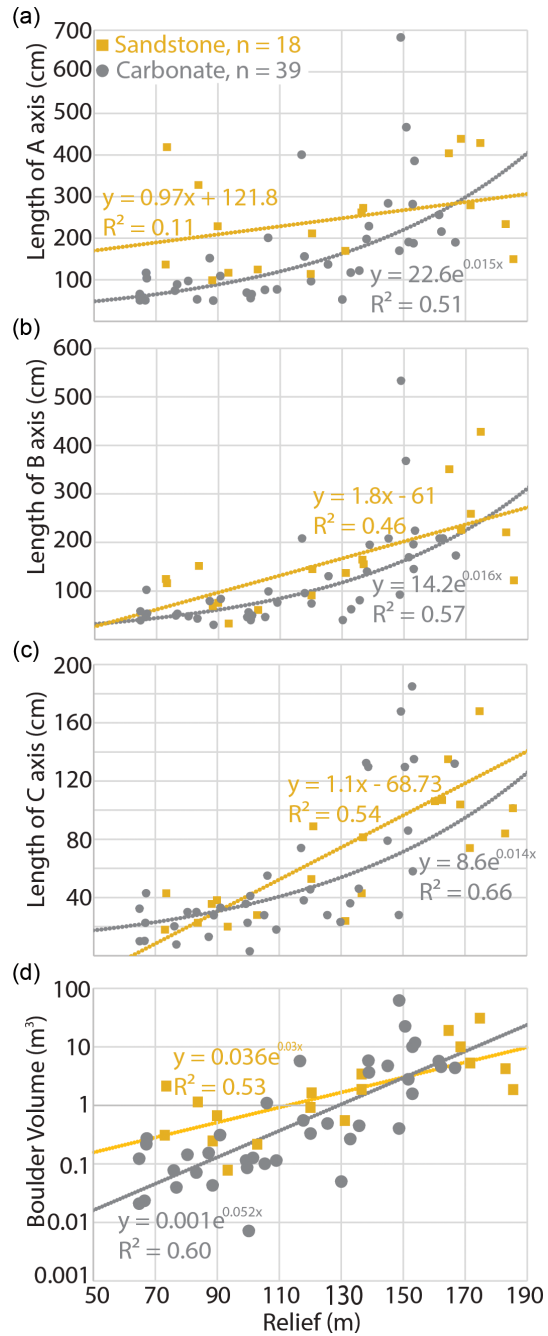 (a)
700
Sandstone, n = 18
600
Carbonate, n = 39
500
400
300
200
100
Length of A axis (cm)
y = 0.97x + 121.8
R² = 0.11
y = 22.6e^0.015x
R² = 0.51
(b)
600
500
400
300
200
100
Length of B axis (cm)
y = 1.8x - 61
R² = 0.46
y = 14.2e^0.016x
R² = 0.57
(c)
200
160
120
80
40
Length of C axis (cm)
y = 1.1x - 68.73
R² = 0.54
y = 8.6e^0.014x
R² = 0.66
(d)
100
10
1
0.1
0.01
0.001
Boulder Volume (m³)
y = 0.036e^0.03x
R² = 0.53
y = 0.001e^0.052x
R² = 0.60
50 70 90 110 130 150 170 190
Relief (m)